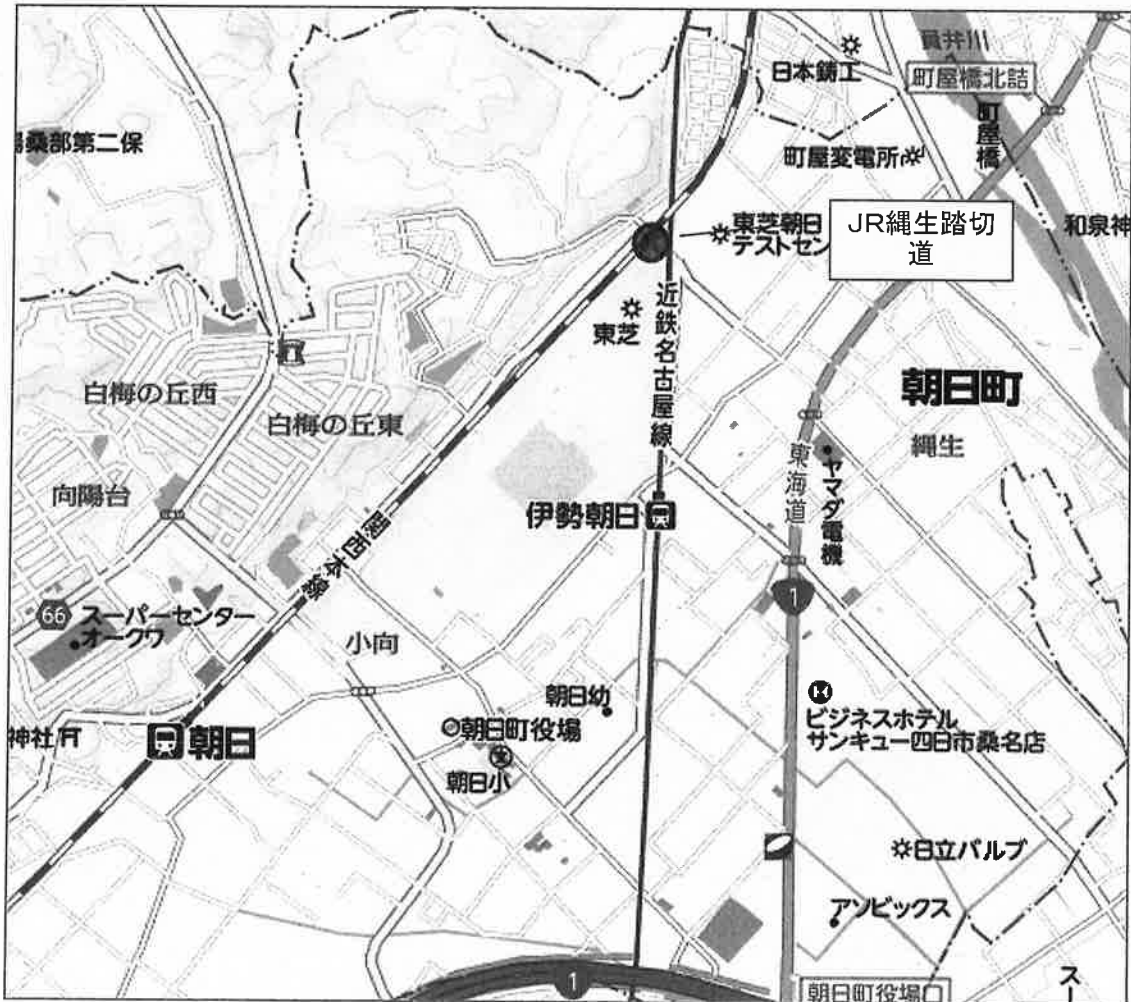 員弁川
日本鋳工
町屋橋北詰
桑部第二保
町屋橋
町屋変電所
JR縄生踏切
道
東芝朝日
テストセン
和泉神
東芝
近鉄名古屋線
朝日町
縄生
白梅の丘西
白梅の丘東
向陽台
東海道
ヤマダ電機
伊勢朝日
関西本線
1
66
スーパーセンター
オークワ
小向
朝日幼
ビジネスホテル
サンキュー四日市桑名店
朝日町役場
神社
朝日
朝日小
日立バルブ
アソビックス
1
朝日町役場口
スー